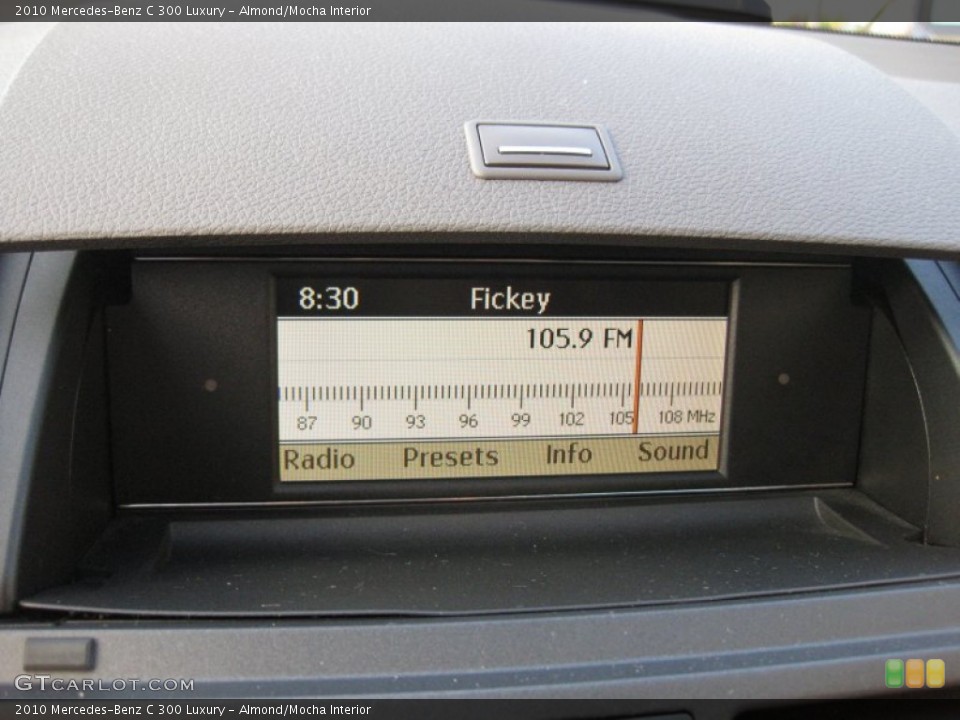 2010 Mercedes-Benz C 300 Luxury - Almond/Mocha Interior
8:30 Fickey
105.9 FM
87 90 93 96 99 102 105 108 MHz
Radio Presets Info Sound
GTCARLOT.COM
2010 Mercedes-Benz C 300 Luxury - Almond/Mocha Interior